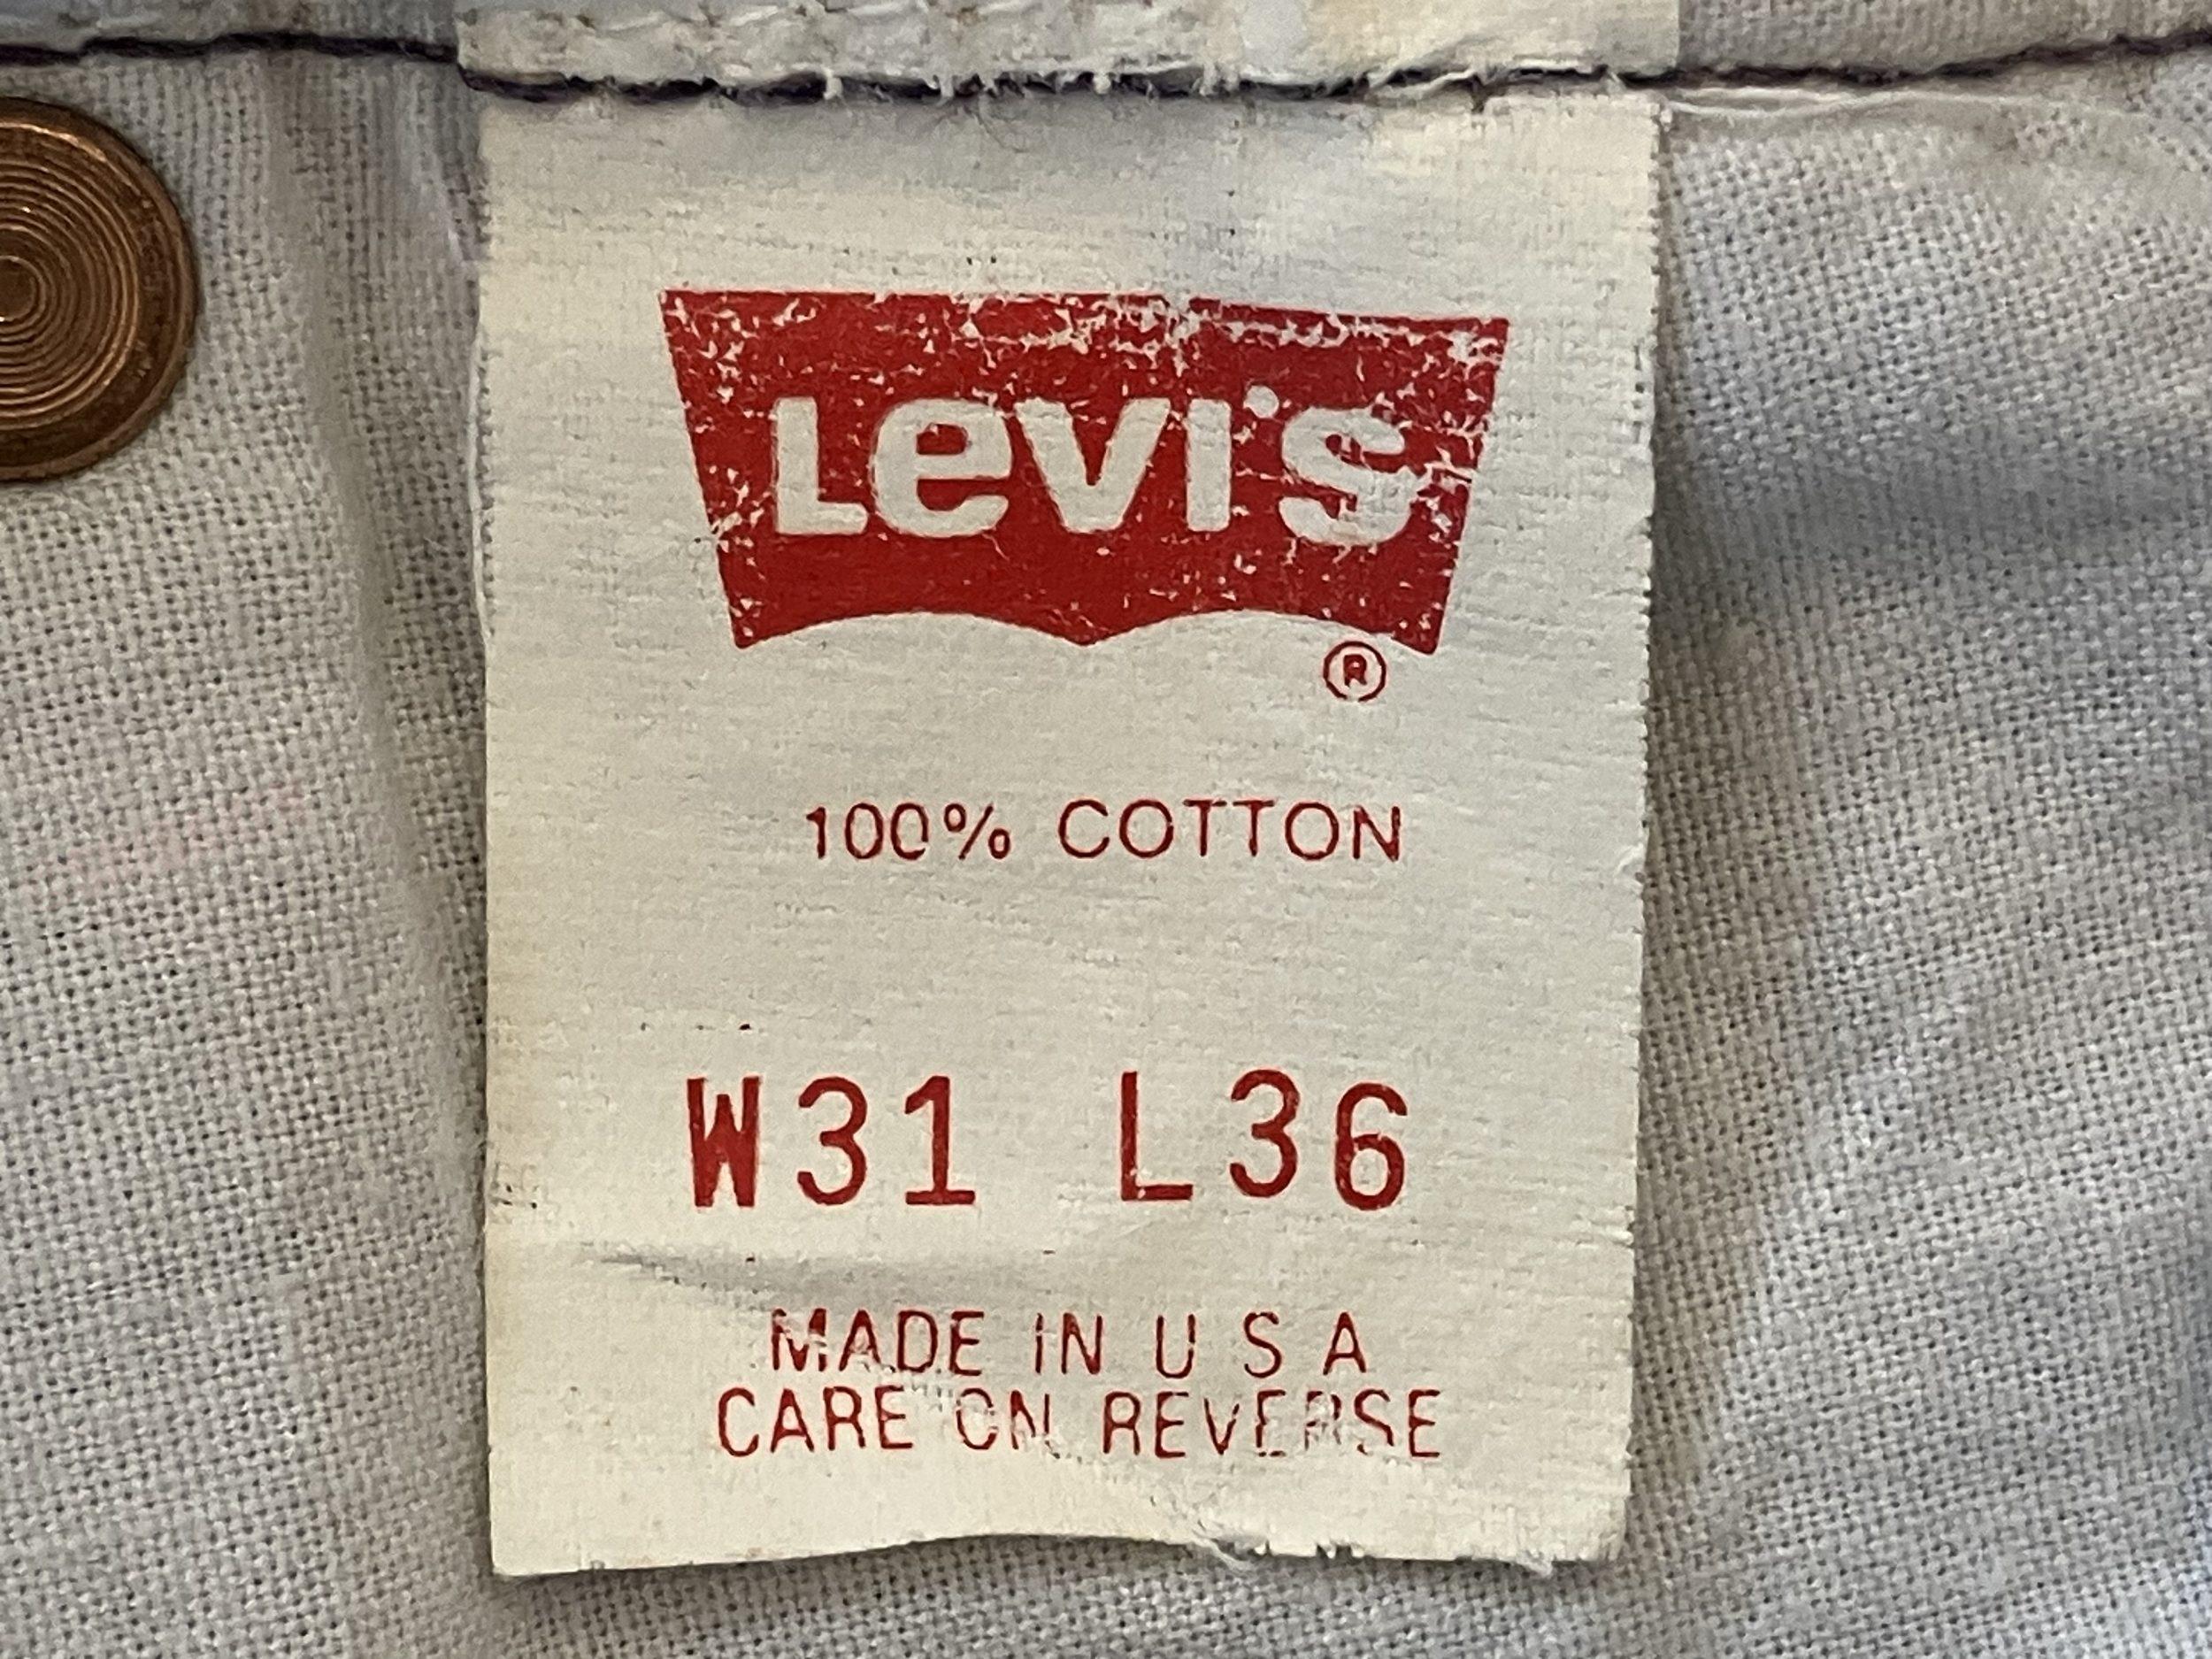 Levi's
®
100% COTTON
W31 L36
MADE IN U S A
CARE ON REVERSE